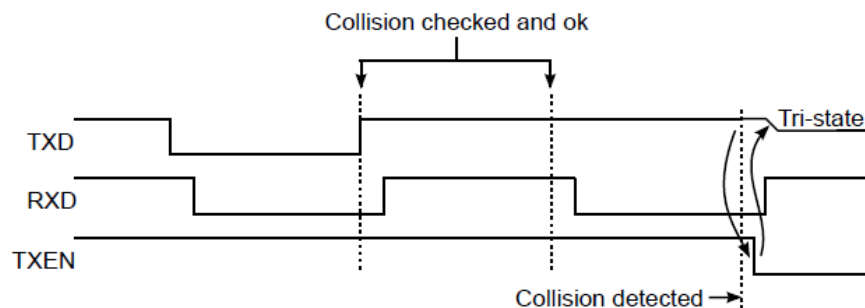 Collision checked and ok
TXD
Tri-state
RXD
TXEN
Collision detected